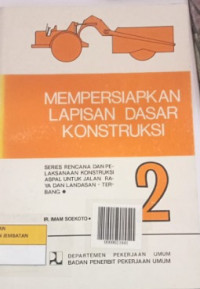 MEMPERSIAPKAN
LAPISAN DASAR
KONSTRUKSI
SERIES RENCANA DAN PE-
LAKSANAAN KONSTRUKSI
ASPAL UNTUK JALAN RA-
YA DAN LANDASAN - TER-
BANG ●
2
IR. IMAM SOEKOTO ●
DEPARTEMEN PEKERJAAN UMUM
BADAN PENERBIT PEKERJAAN UMUM